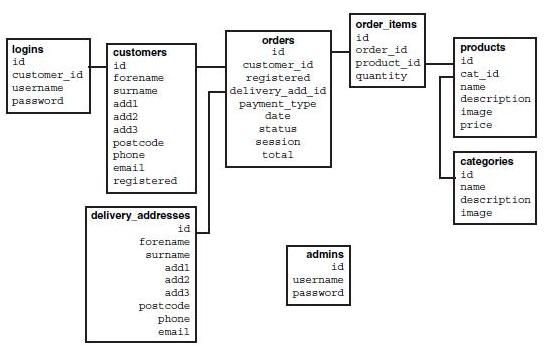 logins
id
customer_id
username
password
customers
id
forename
surname
add1
add2
add3
postcode
phone
email
registered
orders
id
customer_id
registered
delivery_add_id
payment_type
date
status
session
total
order_items
id
order_id
product_id
quantity
products
id
cat_id
name
description
image
price
categories
id
name
description
image
delivery_addresses
id
forename
surname
add1
add2
add3
postcode
phone
email
admins
id
username
password